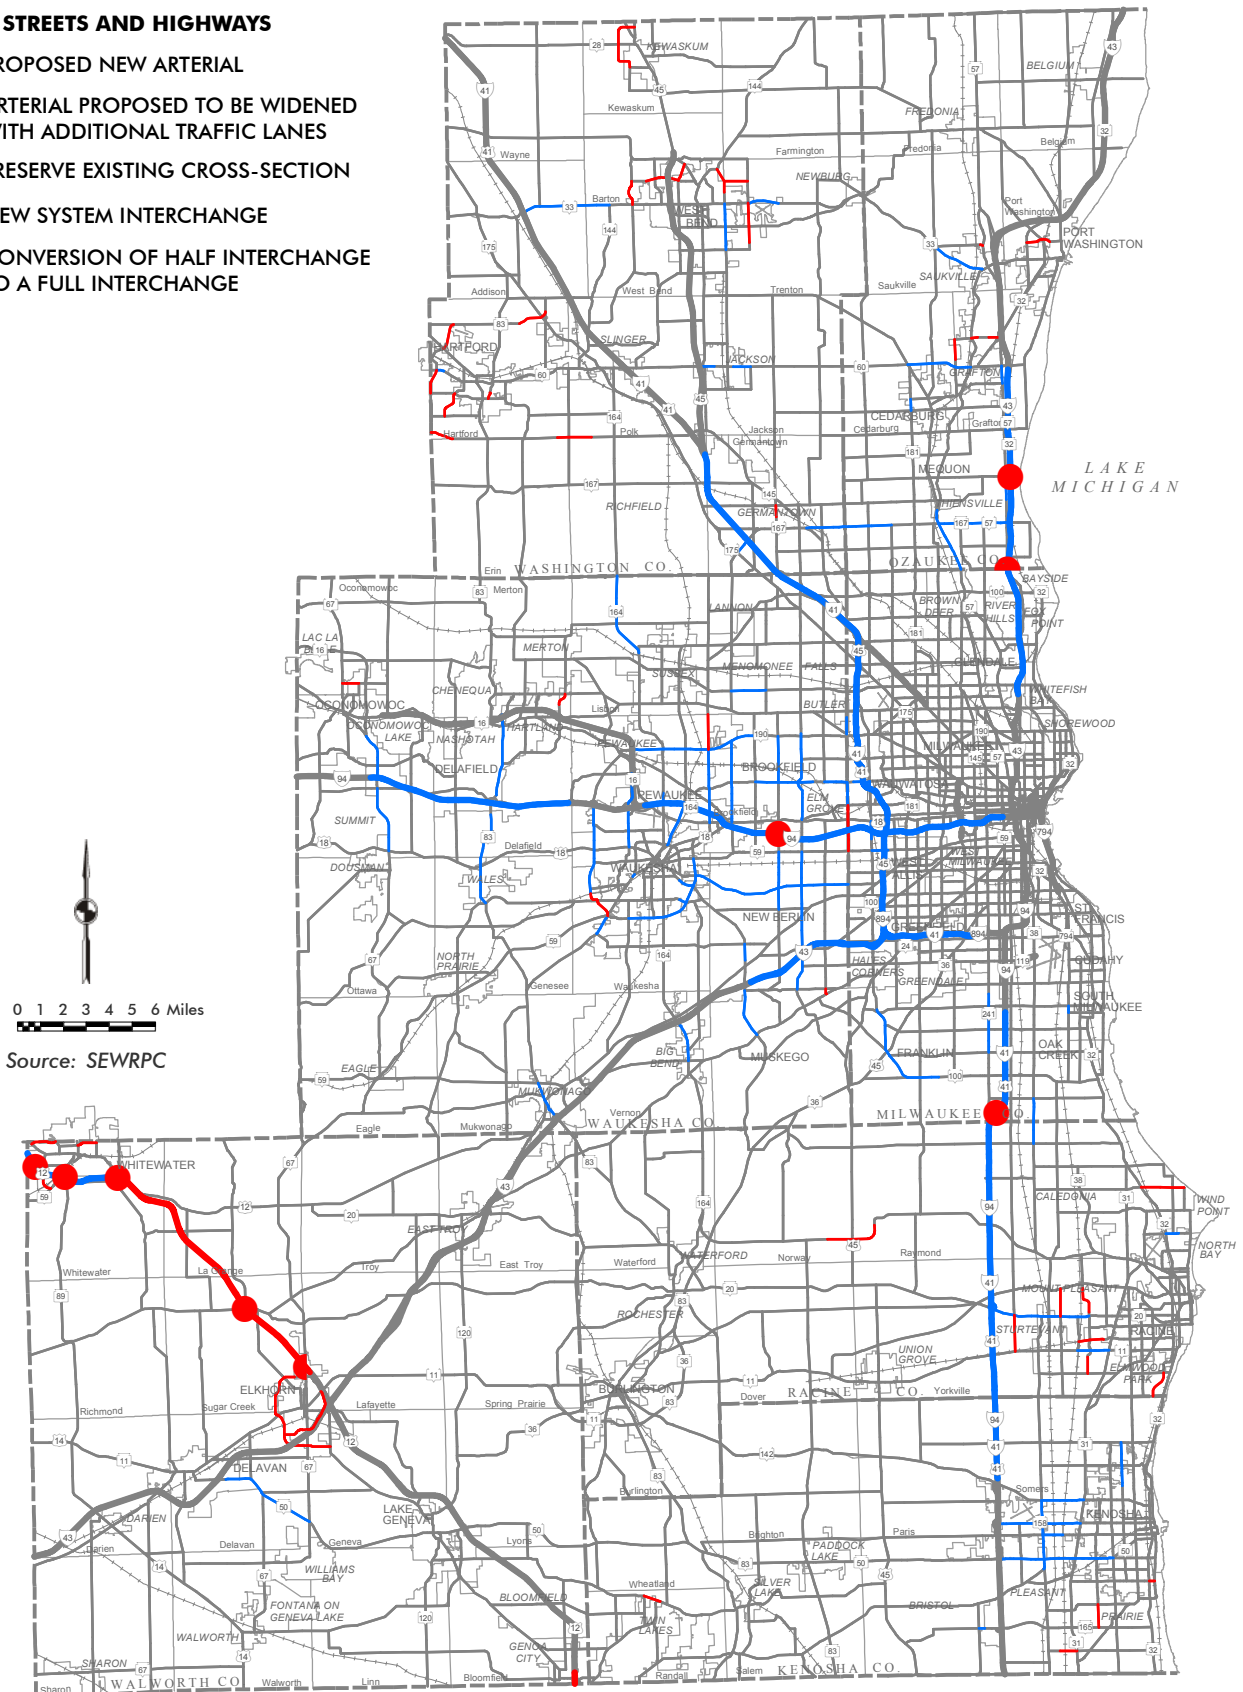 STREETS AND HIGHWAYS
ROPOSED NEW ARTERIAL
RTERIAL PROPOSED TO BE WIDENED
WITH ADDITIONAL TRAFFIC LANES
RESERVE EXISTING CROSS-SECTION
EW SYSTEM INTERCHANGE
ONVERSION OF HALF INTERCHANGE
O A FULL INTERCHANGE
KEWASKUM
Kewaskum
BELGIUM
FREDONIA
Fredonia
Belgium
Wayne
Farmington
NEWBURG
Barton
WEST
BEND
Port
Washington
PORT
WASHINGTON
SAUKVILLE
Saukville
Addison
West Bend
Trenton
HARTFORD
SLINGER
JACKSON
GRAFTON
CEDARBURG
Cedarburg
Grafton
Hartford
Polk
Jackson
Germantown
MEQUON
LAKE
MICHIGAN
THIENSVILLE
RICHFIELD
GERMANTOWN
Erin
WASHINGTON CO.
OZAUKEE CO.
Oconomowoc
Merton
BAYSIDE
LANNON
BROWN
DEER
RIVER
HILLS
FOX
POINT
LAC LA
MERTON
MENOMONEE FALLS
GLENDALE
SUSSEX
CHENEQUA
OCONOMOWOC
Lisbon
BUTLER
WHITEFISH
BAY
OCONOMOWOC
LAKE
NASHOTAH
HARTLAND
PEWAUKEE
SHOREWOOD
MILWAUKEE
DELAFIELD
BROOKFIELD
WAUWATOSA
PEWAUKEE
ELM
GROVE
Brookfield
SUMMIT
DOUSMAN
Delafield
WALES
WAUKESHA
WEST
MILWAUKEE
WEST
ALLIS
NEW BERLIN
GREENFIELD
ST.
FRANCIS
NORTH
PRAIRIE
HALES
CORNERS
GREENDALE
CUDAHY
Ottawa
Genesee
Waukesha
SOUTH
MILWAUKEE
0 1 2 3 4 5 6 Miles
Source: SEWRPC
EAGLE
BIG
BEND
MUSKEGO
FRANKLIN
OAK
CREEK
MUKWONAGO
Vernon
Eagle
Mukwonago
WAUKESHA CO.
MILWAUKEE CO.
WHITEWATER
CALEDONIA
WIND
POINT
EAST TROY
NORTH
BAY
Whitewater
La Grange
Troy
East Troy
Waterford
WATERFORD
Norway
Raymond
ROCHESTER
MOUNT PLEASANT
STURTEVANT
RACINE
UNION
GROVE
ELMWOOD
PARK
ELKHORN
BURLINGTON
Dover
RACINE CO.
Yorkville
Richmond
Sugar Creek
Lafayette
Spring Prairie
DELAVAN
Burlington
Somers
KENOSHA
LAKE
GENEVA
DARIEN
Darien
Delavan
Geneva
Lyons
Brighton
Paris
PADDOCK
LAKE
WILLIAMS
BAY
BLOOMFIELD
Wheatland
SILVER
LAKE
PLEASANT
PRAIRIE
FONTANA ON
GENEVA LAKE
TWIN
LAKES
BRISTOL
WALWORTH
GENOA
CITY
SHARON
Sharon
WALWORTH CO.
Walworth
Linn
Bloomfield
Randall
Salem
KENOSHA CO.